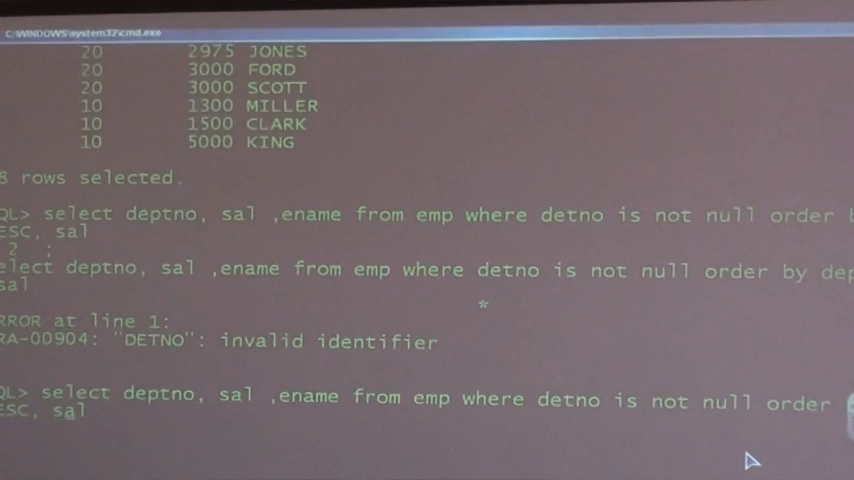 C:\WINDOWS\system32\cmd.exe
20 2975 JONES
20 3000 FORD
20 3000 SCOTT
10 1300 MILLER
10 1500 CLARK
10 5000 KING
8 rows selected.
QL> select deptno, sal ,ename from emp where detno is not null order b
ESC, sal
2 ;
elect deptno, sal ,ename from emp where detno is not null order by dep
sal
*
RROR at line 1:
RA-00904: "DETNO": invalid identifier
QL> select deptno, sal ,ename from emp where detno is not null order
ESC, sal